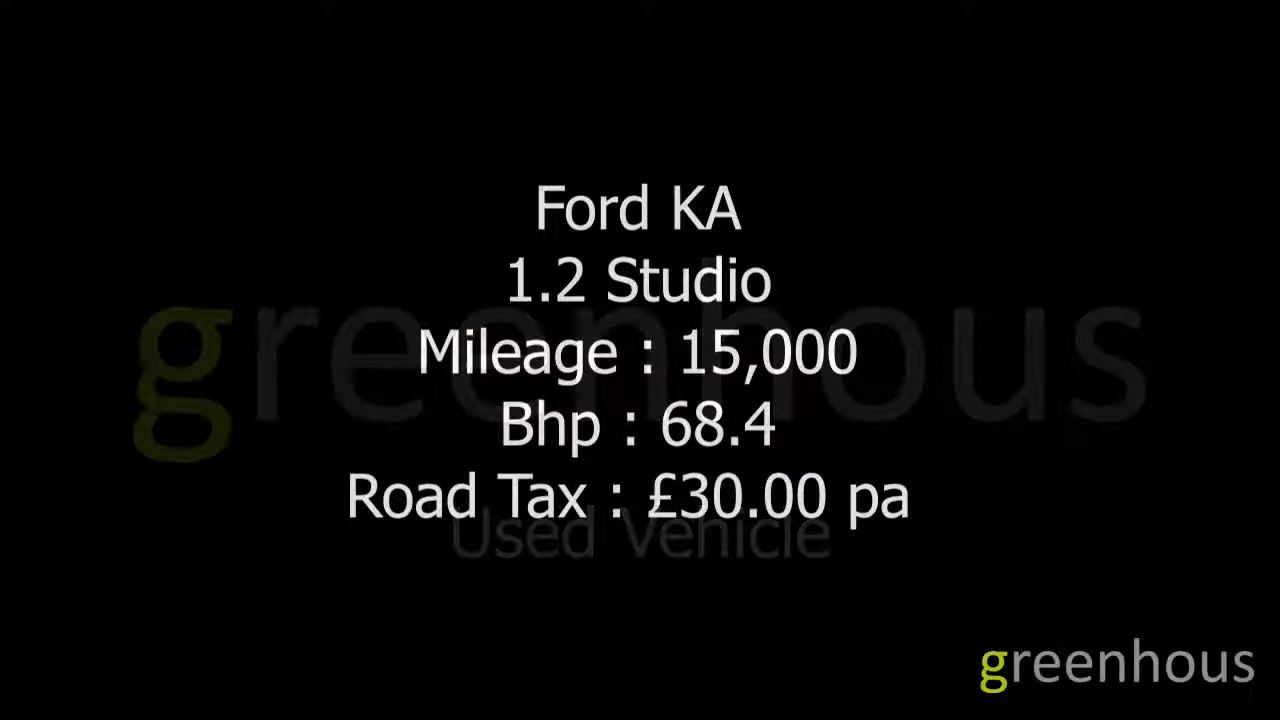 Ford KA
1.2 Studio
greenhous
Mileage : 15,000
Bhp : 68.4
Road Tax : £30.00 pa
Used Vehicle
greenhous